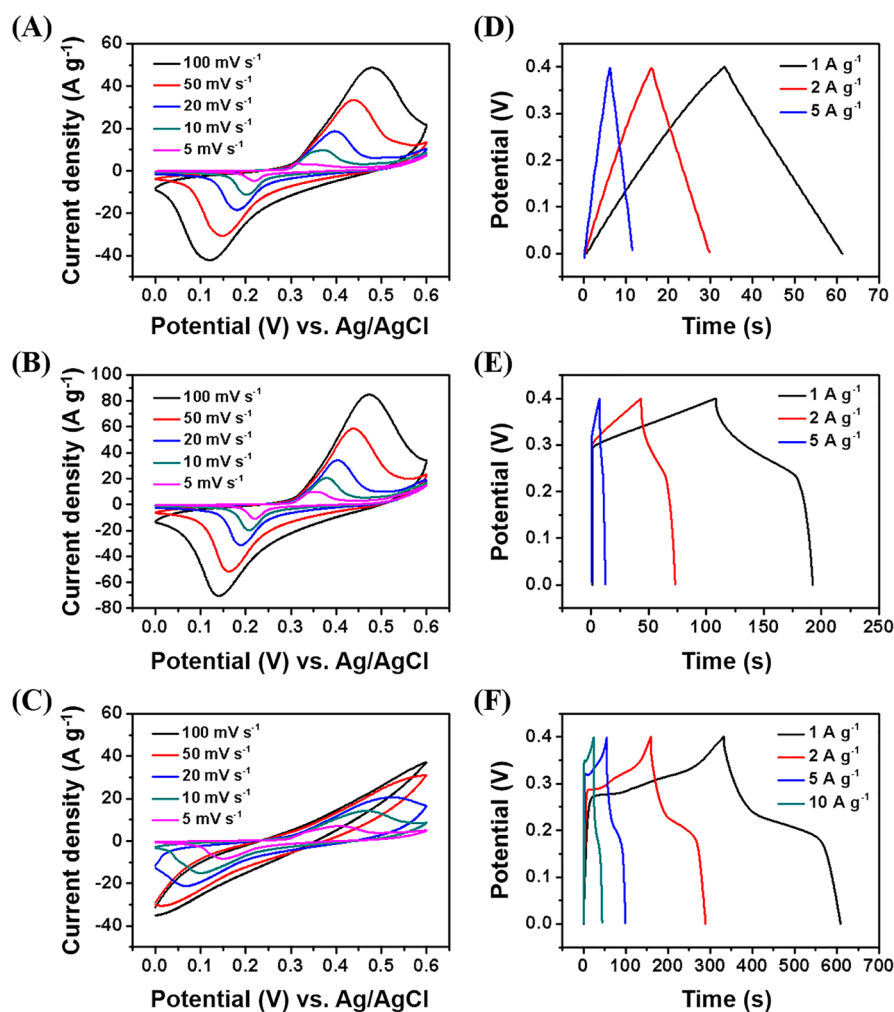 (A)
60
40
20
0
-20
-40
100 mV s⁻¹
50 mV s⁻¹
20 mV s⁻¹
10 mV s⁻¹
5 mV s⁻¹
0.0 0.1 0.2 0.3 0.4 0.5 0.6
Current density (A g⁻¹)
Potential (V) vs. Ag/AgCl
(D)
0.4
0.3
0.2
0.1
0.0
1 A g⁻¹
2 A g⁻¹
5 A g⁻¹
0 10 20 30 40 50 60 70
Potential (V)
Time (s)
(B)
100
80
60
40
20
0
-20
-40
-60
-80
100 mV s⁻¹
50 mV s⁻¹
20 mV s⁻¹
10 mV s⁻¹
5 mV s⁻¹
0.0 0.1 0.2 0.3 0.4 0.5 0.6
Current density (A g⁻¹)
Potential (V) vs. Ag/AgCl
(E)
0.4
0.3
0.2
0.1
0.0
1 A g⁻¹
2 A g⁻¹
5 A g⁻¹
0 50 100 150 200 250
Potential (V)
Time (s)
(C)
60
40
20
0
-20
-40
100 mV s⁻¹
50 mV s⁻¹
20 mV s⁻¹
10 mV s⁻¹
5 mV s⁻¹
0.0 0.1 0.2 0.3 0.4 0.5 0.6
Current density (A g⁻¹)
Potential (V) vs. Ag/AgCl
(F)
0.4
0.3
0.2
0.1
0.0
1 A g⁻¹
2 A g⁻¹
5 A g⁻¹
10 A g⁻¹
0 100 200 300 400 500 600 700
Potential (V)
Time (s)